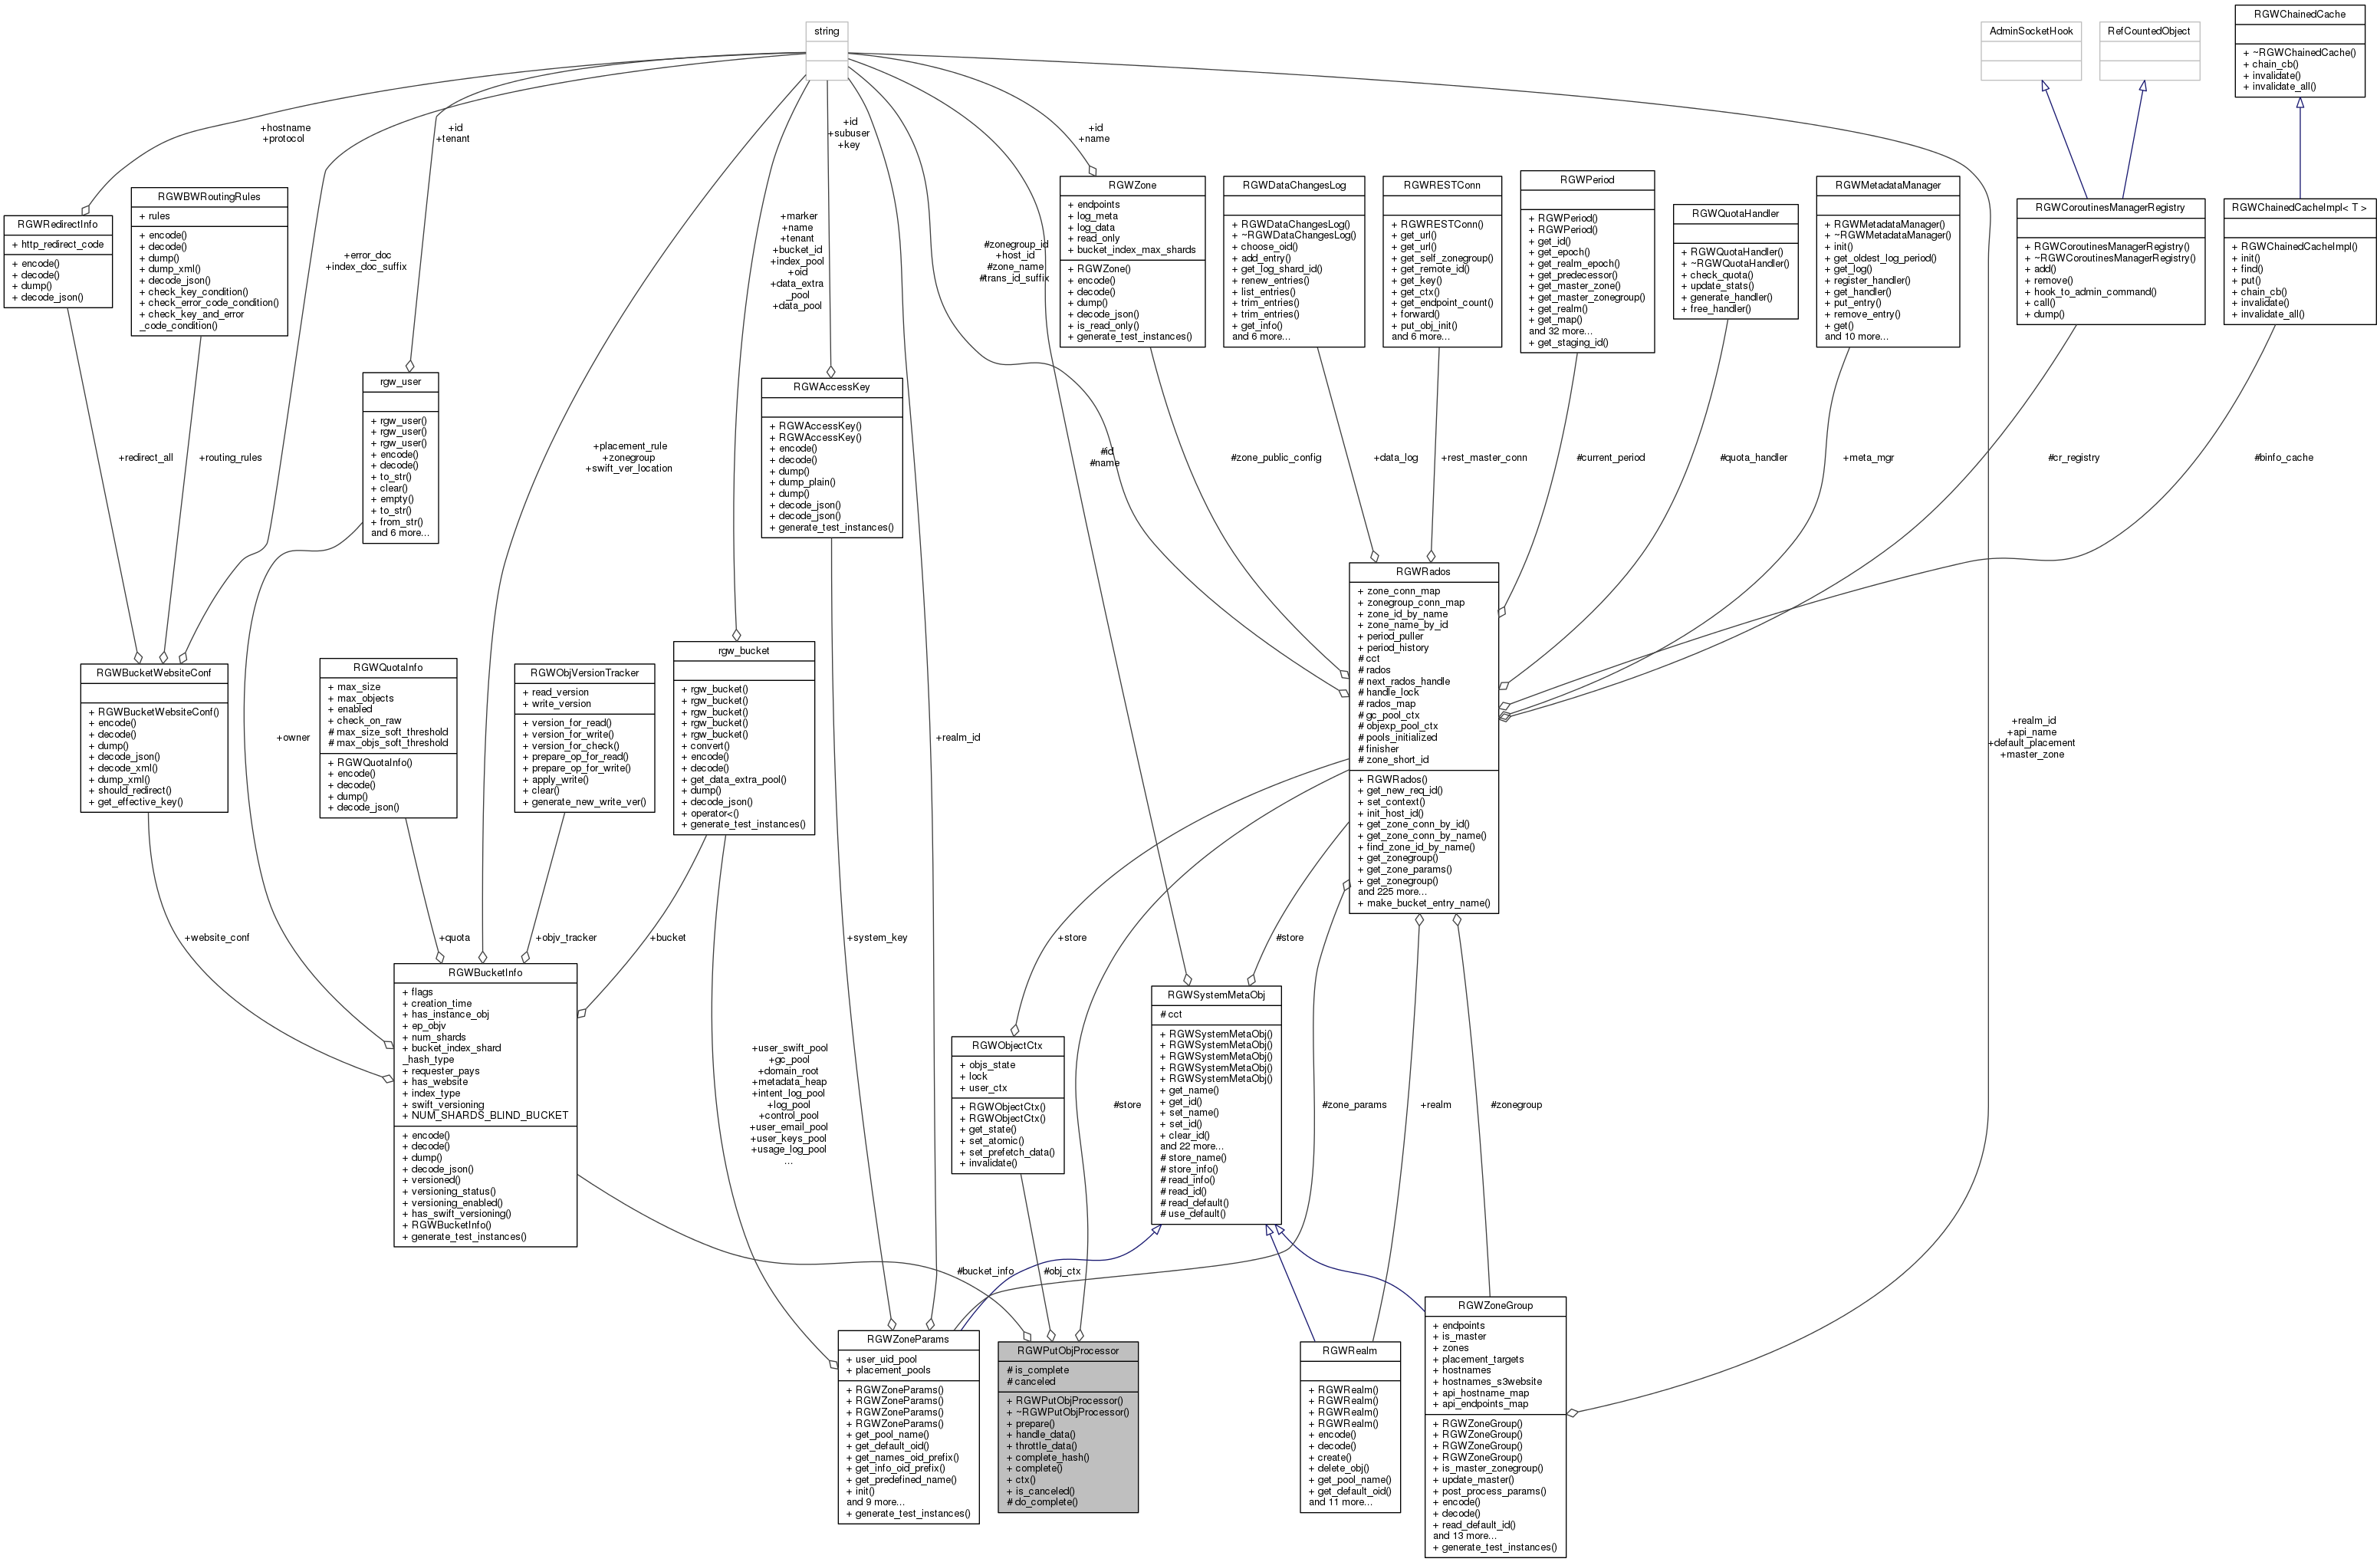 string
AdminSocketHook
RefCountedObject
RGWChainedCache
+ ~RGWChainedCache()
+ chain_cb()
+ invalidate()
+ invalidate_all()
+hostname
+protocol
+id
+tenant
+id
+subuser
+key
+id
+name
RGWRedirectInfo
+ http_redirect_code
+ encode()
+ decode()
+ dump()
+ decode_json()
RGWBWRoutingRules
+ rules
+ encode()
+ decode()
+ dump()
+ dump_xml()
+ decode_json()
+ check_key_condition()
+ check_error_code_condition()
+ check_key_and_error
_code_condition()
+error_doc
+index_doc_suffix
+marker
+name
+tenant
+bucket_id
+index_pool
+oid
+data_extra
_pool
+data_pool
#zonegroup_id
+host_id
#zone_name
#trans_id_suffix
RGWZone
+ endpoints
+ log_meta
+ log_data
+ read_only
+ bucket_index_max_shards
+ RGWZone()
+ encode()
+ decode()
+ dump()
+ decode_json()
+ is_read_only()
+ generate_test_instances()
RGWDataChangesLog
+ RGWDataChangesLog()
+ ~RGWDataChangesLog()
+ choose_oid()
+ add_entry()
+ get_log_shard_id()
+ renew_entries()
+ list_entries()
+ trim_entries()
+ trim_entries()
+ get_info()
and 6 more...
RGWRESTConn
+ RGWRESTConn()
+ get_url()
+ get_url()
+ get_self_zonegroup()
+ get_remote_id()
+ get_key()
+ get_ctx()
+ get_endpoint_count()
+ forward()
+ put_obj_init()
and 6 more...
RGWPeriod
+ RGWPeriod()
+ RGWPeriod()
+ get_id()
+ get_epoch()
+ get_realm_epoch()
+ get_predecessor()
+ get_master_zone()
+ get_master_zonegroup()
+ get_realm()
+ get_map()
and 32 more...
+ get_staging_id()
RGWQuotaHandler
+ RGWQuotaHandler()
+ ~RGWQuotaHandler()
+ check_quota()
+ update_stats()
+ generate_handler()
+ free_handler()
RGWMetadataManager
+ RGWMetadataManager()
+ ~RGWMetadataManager()
+ init()
+ get_oldest_log_period()
+ get_log()
+ register_handler()
+ get_handler()
+ put_entry()
+ remove_entry()
+ get()
and 10 more...
RGWCoroutinesManagerRegistry
+ RGWCoroutinesManagerRegistry()
+ ~RGWCoroutinesManagerRegistry()
+ add()
+ remove()
+ hook_to_admin_command()
+ call()
+ dump()
RGWChainedCacheImpl< T >
+ RGWChainedCacheImpl()
+ init()
+ find()
+ put()
+ chain_cb()
+ invalidate()
+ invalidate_all()
rgw_user
+ rgw_user()
+ rgw_user()
+ rgw_user()
+ encode()
+ decode()
+ to_str()
+ clear()
+ empty()
+ to_str()
+ from_str()
and 6 more...
RGWAccessKey
+ RGWAccessKey()
+ RGWAccessKey()
+ encode()
+ decode()
+ dump()
+ dump_plain()
+ dump()
+ decode_json()
+ decode_json()
+ generate_test_instances()
+redirect_all
+routing_rules
+placement_rule
+zonegroup
+swift_ver_location
#id
#name
#zone_public_config
+data_log
+rest_master_conn
#current_period
#quota_handler
+meta_mgr
#cr_registry
#binfo_cache
RGWRados
+ zone_conn_map
+ zonegroup_conn_map
+ zone_id_by_name
+ zone_name_by_id
+ period_puller
+ period_history
# cct
# rados
# next_rados_handle
# handle_lock
# rados_map
# gc_pool_ctx
# objexp_pool_ctx
# pools_initialized
# finisher
# zone_short_id
+ RGWRados()
+ get_new_req_id()
+ set_context()
+ init_host_id()
+ get_zone_conn_by_id()
+ get_zone_conn_by_name()
+ find_zone_id_by_name()
+ get_zonegroup()
+ get_zone_params()
+ get_zonegroup()
and 225 more...
+ make_bucket_entry_name()
RGWBucketWebsiteConf
+ RGWBucketWebsiteConf()
+ encode()
+ decode()
+ dump()
+ decode_json()
+ decode_xml()
+ dump_xml()
+ should_redirect()
+ get_effective_key()
+owner
RGWQuotaInfo
+ max_size
+ max_objects
+ enabled
+ check_on_raw
# max_size_soft_threshold
# max_objs_soft_threshold
+ RGWQuotaInfo()
+ encode()
+ decode()
+ dump()
+ decode_json()
RGWObjVersionTracker
+ read_version
+ write_version
+ version_for_read()
+ version_for_write()
+ version_for_check()
+ prepare_op_for_read()
+ prepare_op_for_write()
+ apply_write()
+ clear()
+ generate_new_write_ver()
rgw_bucket
+ rgw_bucket()
+ rgw_bucket()
+ rgw_bucket()
+ rgw_bucket()
+ rgw_bucket()
+ convert()
+ encode()
+ decode()
+ get_data_extra_pool()
+ dump()
+ decode_json()
+ operator<()
+ generate_test_instances()
+realm_id
+realm_id
+api_name
+default_placement
+master_zone
+website_conf
+quota
+objv_tracker
+bucket
+system_key
+store
#store
RGWBucketInfo
+ flags
+ creation_time
+ has_instance_obj
+ ep_objv
+ num_shards
+ bucket_index_shard
_hash_type
+ requester_pays
+ has_website
+ index_type
+ swift_versioning
+ NUM_SHARDS_BLIND_BUCKET
+ encode()
+ decode()
+ dump()
+ decode_json()
+ versioned()
+ versioning_status()
+ versioning_enabled()
+ has_swift_versioning()
+ RGWBucketInfo()
+ generate_test_instances()
+user_swift_pool
+gc_pool
+domain_root
+metadata_heap
+intent_log_pool
+log_pool
+control_pool
+user_email_pool
+user_keys_pool
+usage_log_pool
...
RGWObjectCtx
+ objs_state
+ lock
+ user_ctx
+ RGWObjectCtx()
+ RGWObjectCtx()
+ get_state()
+ set_atomic()
+ set_prefetch_data()
+ invalidate()
#store
RGWSystemMetaObj
# cct
+ RGWSystemMetaObj()
+ RGWSystemMetaObj()
+ RGWSystemMetaObj()
+ RGWSystemMetaObj()
+ RGWSystemMetaObj()
+ get_name()
+ get_id()
+ set_name()
+ set_id()
+ clear_id()
and 22 more...
# store_name()
# store_info()
# read_info()
# read_id()
# read_default()
# use_default()
#zone_params
+realm
#zonegroup
#bucket_info
#obj_ctx
RGWZoneParams
+ user_uid_pool
+ placement_pools
+ RGWZoneParams()
+ RGWZoneParams()
+ RGWZoneParams()
+ RGWZoneParams()
+ get_pool_name()
+ get_default_oid()
+ get_names_oid_prefix()
+ get_info_oid_prefix()
+ get_predefined_name()
+ init()
and 9 more...
+ generate_test_instances()
RGWPutObjProcessor
# is_complete
# canceled
+ RGWPutObjProcessor()
+ ~RGWPutObjProcessor()
+ prepare()
+ handle_data()
+ throttle_data()
+ complete_hash()
+ complete()
+ ctx()
+ is_canceled()
# do_complete()
RGWRealm
+ RGWRealm()
+ RGWRealm()
+ RGWRealm()
+ RGWRealm()
+ encode()
+ decode()
+ create()
+ delete_obj()
+ get_pool_name()
+ get_default_oid()
and 11 more...
RGWZoneGroup
+ endpoints
+ is_master
+ zones
+ placement_targets
+ hostnames
+ hostnames_s3website
+ api_hostname_map
+ api_endpoints_map
+ RGWZoneGroup()
+ RGWZoneGroup()
+ RGWZoneGroup()
+ RGWZoneGroup()
+ is_master_zonegroup()
+ update_master()
+ post_process_params()
+ encode()
+ decode()
+ read_default_id()
and 13 more...
+ generate_test_instances()